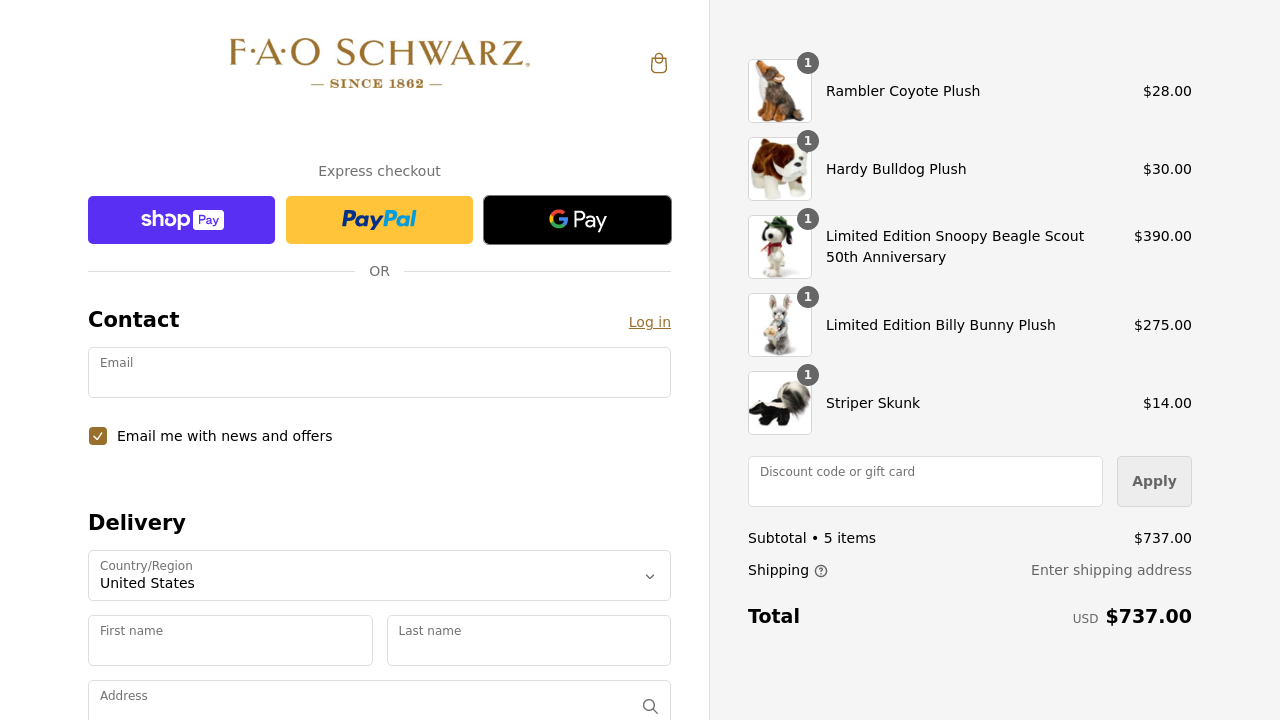 F·A·O SCHWARZ.
— SINCE 1862 —
Express checkout
shop Pay
PayPal
G Pay
OR
Contact
Log in
Email
Email me with news and offers
Delivery
Country/Region
United States
First name
Last name
Address
1
Rambler Coyote Plush
$28.00
1
Hardy Bulldog Plush
$30.00
1
Limited Edition Snoopy Beagle Scout
50th Anniversary
$390.00
1
Limited Edition Billy Bunny Plush
$275.00
1
Striper Skunk
$14.00
Discount code or gift card
Apply
Subtotal • 5 items
$737.00
Shipping
Enter shipping address
Total
USD $737.00